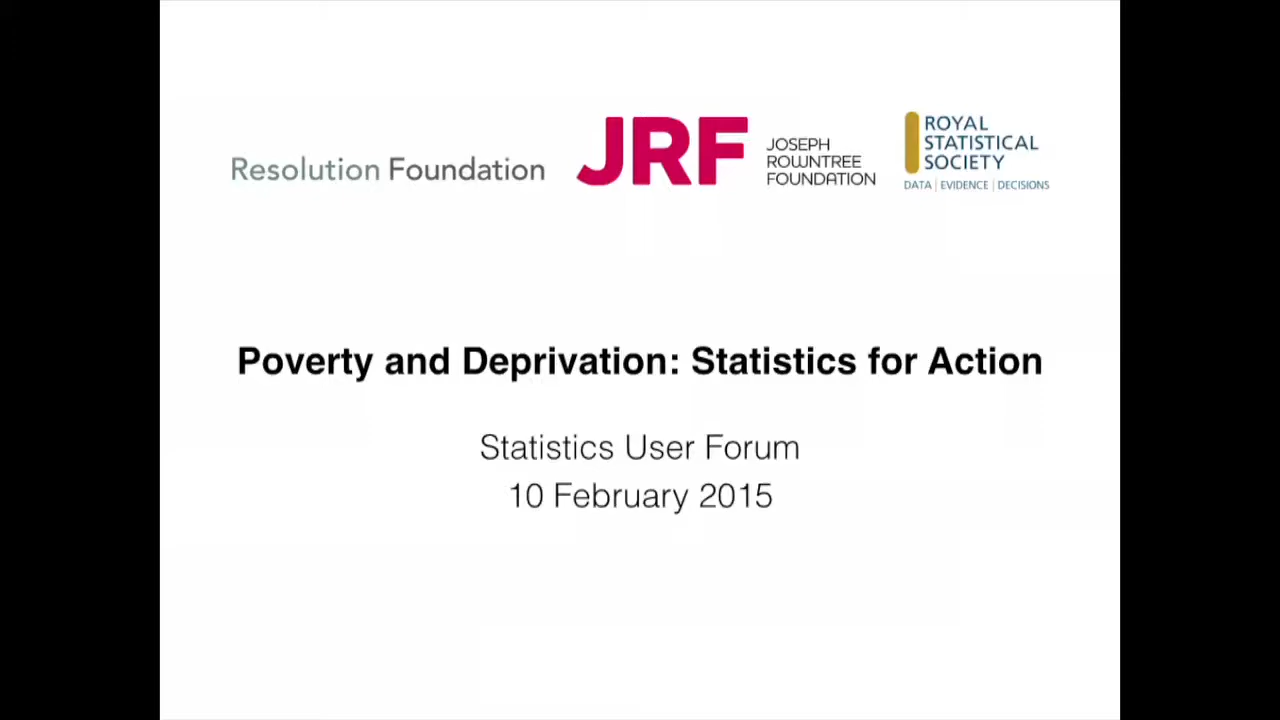 Resolution Foundation
JRF
JOSEPH
ROWNTREE
FOUNDATION
ROYAL
STATISTICAL
SOCIETY
DATA | EVIDENCE | DECISIONS
Poverty and Deprivation: Statistics for Action
Statistics User Forum
10 February 2015